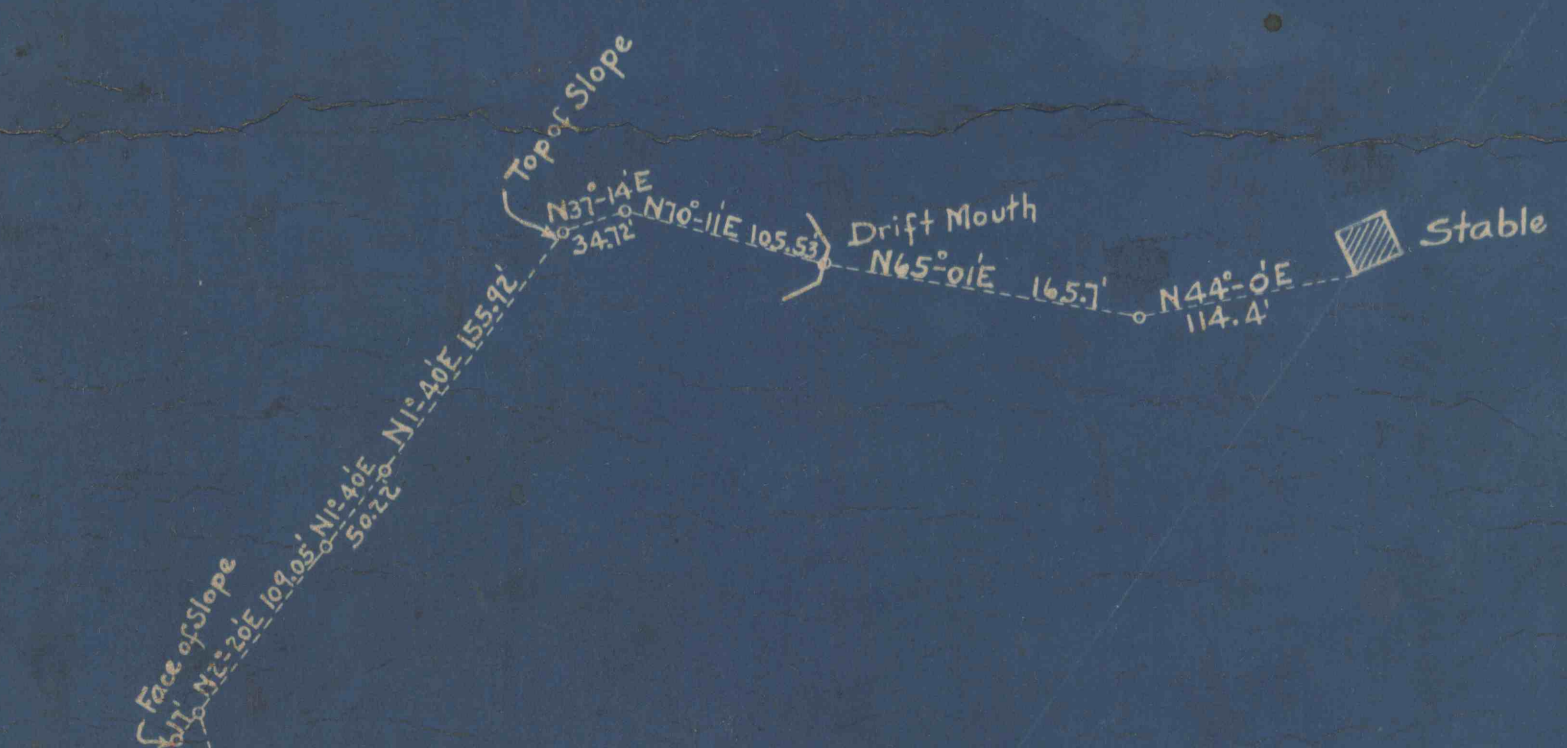 Top of Slope
N37°-14'E
34.72'
N70°-11'E 105.53'
Drift Mouth
N65°-01'E 165.7'
N44°-0'E
114.4'
Stable
N1°-40'E 155.92'
N1°-40'E
50.22'
N2°-20'E 109.05'
Face of Slope